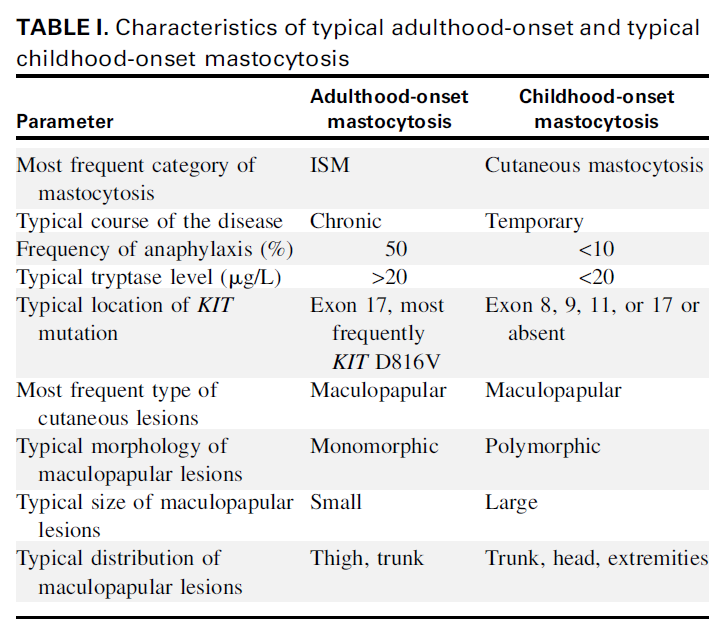 TABLE I. Characteristics of typical adulthood-onset and typical
childhood-onset mastocytosis
Parameter Adulthood-onset mastocytosis Childhood-onset mastocytosis
Most frequent category of mastocytosis ISM Cutaneous mastocytosis
Typical course of the disease Chronic Temporary
Frequency of anaphylaxis (%) 50 <10
Typical tryptase level (μg/L) >20 <20
Typical location of KIT mutation Exon 17, most frequently KIT D816V Exon 8, 9, 11, or 17 or absent
Most frequent type of cutaneous lesions Maculopapular Maculopapular
Typical morphology of maculopapular lesions Monomorphic Polymorphic
Typical size of maculopapular lesions Small Large
Typical distribution of maculopapular lesions Thigh, trunk Trunk, head, extremities